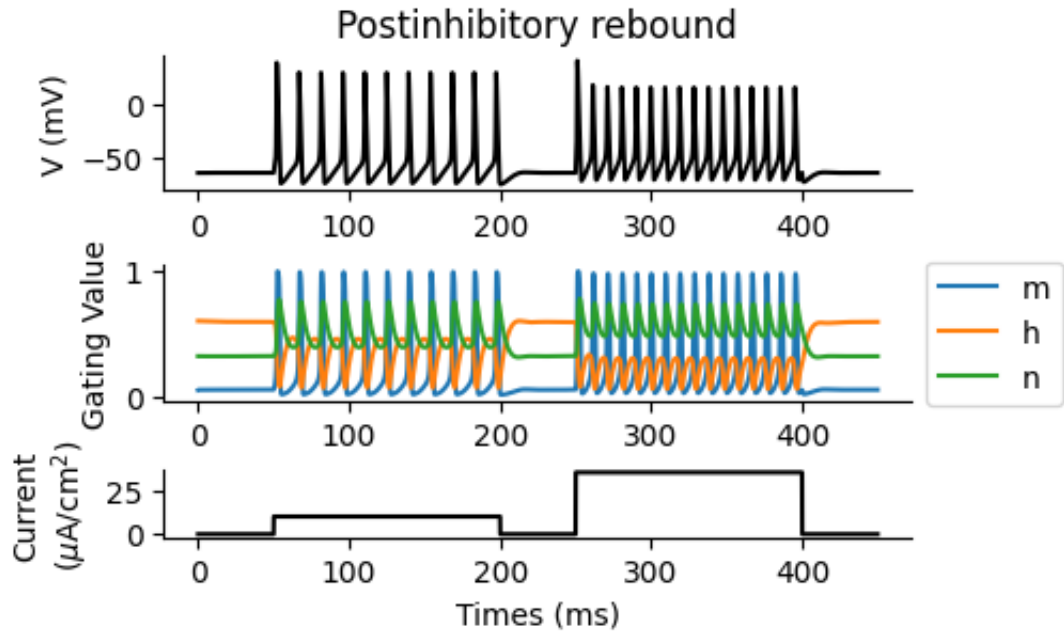 Postinhibitory rebound
V (mV)
0
−50
0 100 200 300 400
Gating Value
1
0
0 100 200 300 400
m
h
n
Current
(μA/cm²)
25
0
0 100 200 300 400
Times (ms)